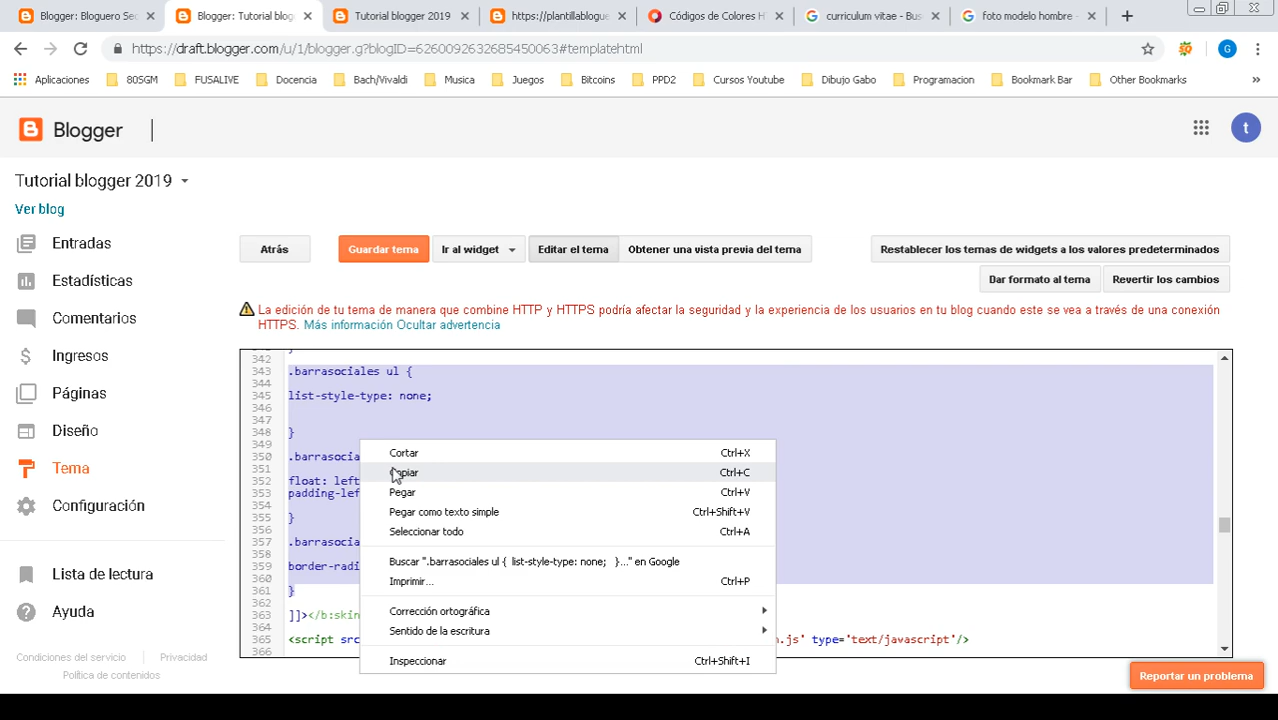 Blogger: Bloguero Sec
Blogger: Tutorial blog
Tutorial blogger 2019
https://plantillablogue
Códigos de Colores H
curriculum vitae - Bus
foto modelo hombre -
https://draft.blogger.com/u/1/blogger.g?blogID=6260092632685450063#templatehtml
G
Aplicaciones
80SGM
FUSALIVE
Docencia
Bach/Vivaldi
Musica
Juegos
Bitcoins
PPD2
Cursos Youtube
Dibujo Gabo
Programacion
Bookmark Bar
Other Bookmarks
»
Blogger
t
Tutorial blogger 2019
Ver blog
Entradas
Estadísticas
Comentarios
Ingresos
Páginas
Diseño
Tema
Configuración
Lista de lectura
Ayuda
Condiciones del servicio
Privacidad
Política de contenidos
Atrás
Guardar tema
Ir al widget
Editar el tema
Obtener una vista previa del tema
Restablecer los temas de widgets a los valores predeterminados
Dar formato al tema
Revertir los cambios
La edición de tu tema de manera que combine HTTP y HTTPS podría afectar la seguridad y la experiencia de los usuarios en tu blog cuando este se vea a través de una conexión
HTTPS. Más información Ocultar advertencia
342
343 .barrasociales ul {
344
345 list-style-type: none;
346
347
348 }
349
350 .barrasocia
351
352 float: left
353 padding-lef
354
355 }
356
357 .barrasocia
358
359 border-radi
360
361 }
362
363 ]]></b:skin
364
365 <script src n.js' type='text/javascript'/>
366
Cortar Ctrl+X
Copiar Ctrl+C
Pegar Ctrl+V
Pegar como texto simple Ctrl+Shift+V
Seleccionar todo Ctrl+A
Buscar ".barrasociales ul { list-style-type: none; }..." en Google
Imprimir... Ctrl+P
Corrección ortográfica
Sentido de la escritura
Inspeccionar Ctrl+Shift+I
Reportar un problema